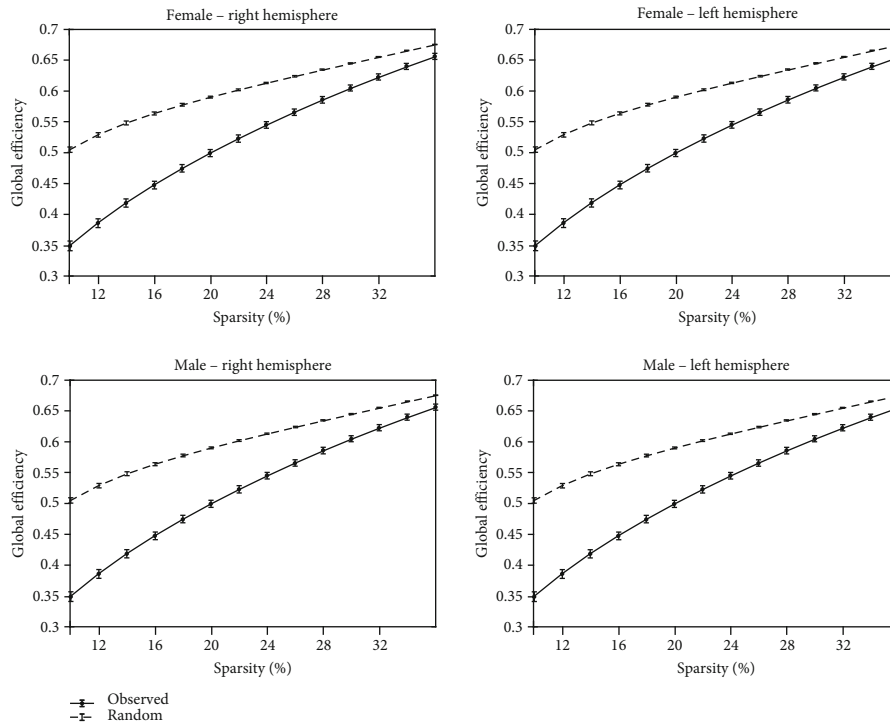 Female – right hemisphere
0.7
0.65
0.6
0.55
0.5
0.45
0.4
0.35
0.3
Global efficiency
12 16 20 24 28 32
Sparsity (%)
Female – left hemisphere
0.7
0.65
0.6
0.55
0.5
0.45
0.4
0.35
0.3
Global efficiency
12 16 20 24 28 32
Sparsity (%)
Male – right hemisphere
0.7
0.65
0.6
0.55
0.5
0.45
0.4
0.35
0.3
Global efficiency
12 16 20 24 28 32
Sparsity (%)
Male – left hemisphere
0.7
0.65
0.6
0.55
0.5
0.45
0.4
0.35
0.3
Global efficiency
12 16 20 24 28 32
Sparsity (%)
Observed
Random